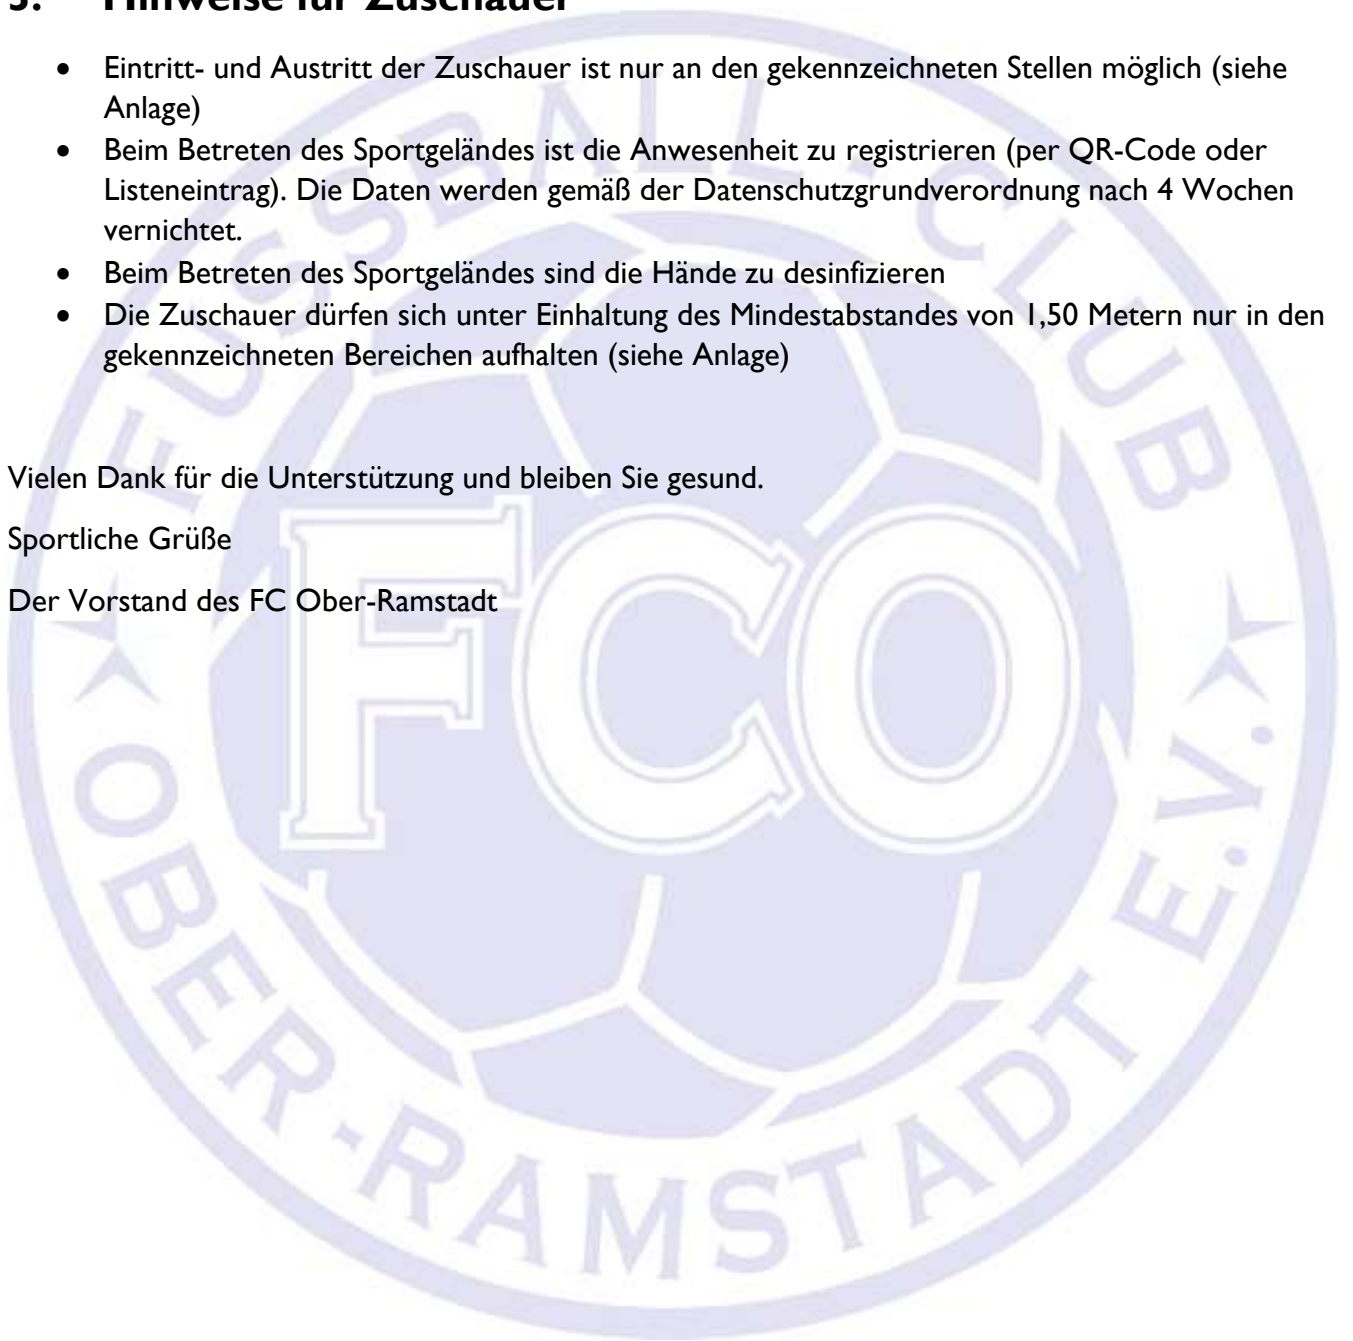 Hinweise für Zuschauer
• Eintritt- und Austritt der Zuschauer ist nur an den gekennzeichneten Stellen möglich (siehe
Anlage)
• Beim Betreten des Sportgeländes ist die Anwesenheit zu registrieren (per QR-Code oder
Listeneintrag). Die Daten werden gemäß der Datenschutzgrundverordnung nach 4 Wochen
vernichtet.
• Beim Betreten des Sportgeländes sind die Hände zu desinfizieren
• Die Zuschauer dürfen sich unter Einhaltung des Mindestabstandes von 1,50 Metern nur in den
gekennzeichneten Bereichen aufhalten (siehe Anlage)
Vielen Dank für die Unterstützung und bleiben Sie gesund.
Sportliche Grüße
Der Vorstand des FC Ober-Ramstadt
FUSSBALL-CLUB
FCO
OBER-RAMSTADT E.V.